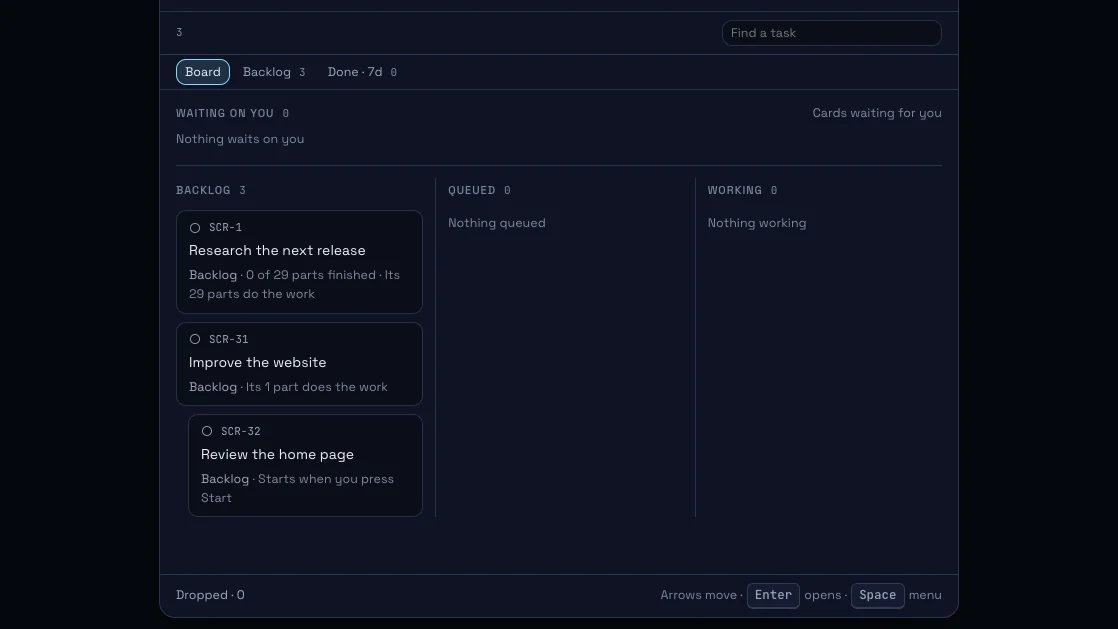 3
Find a task
Board
Backlog 3
Done · 7d 0
WAITING ON YOU 0
Cards waiting for you
Nothing waits on you
BACKLOG 3
SCR-1
Research the next release
Backlog · 0 of 29 parts finished · Its
29 parts do the work
SCR-31
Improve the website
Backlog · Its 1 part does the work
SCR-32
Review the home page
Backlog · Starts when you press
Start
QUEUED 0
Nothing queued
WORKING 0
Nothing working
Dropped · 0
Arrows move · Enter opens · Space menu